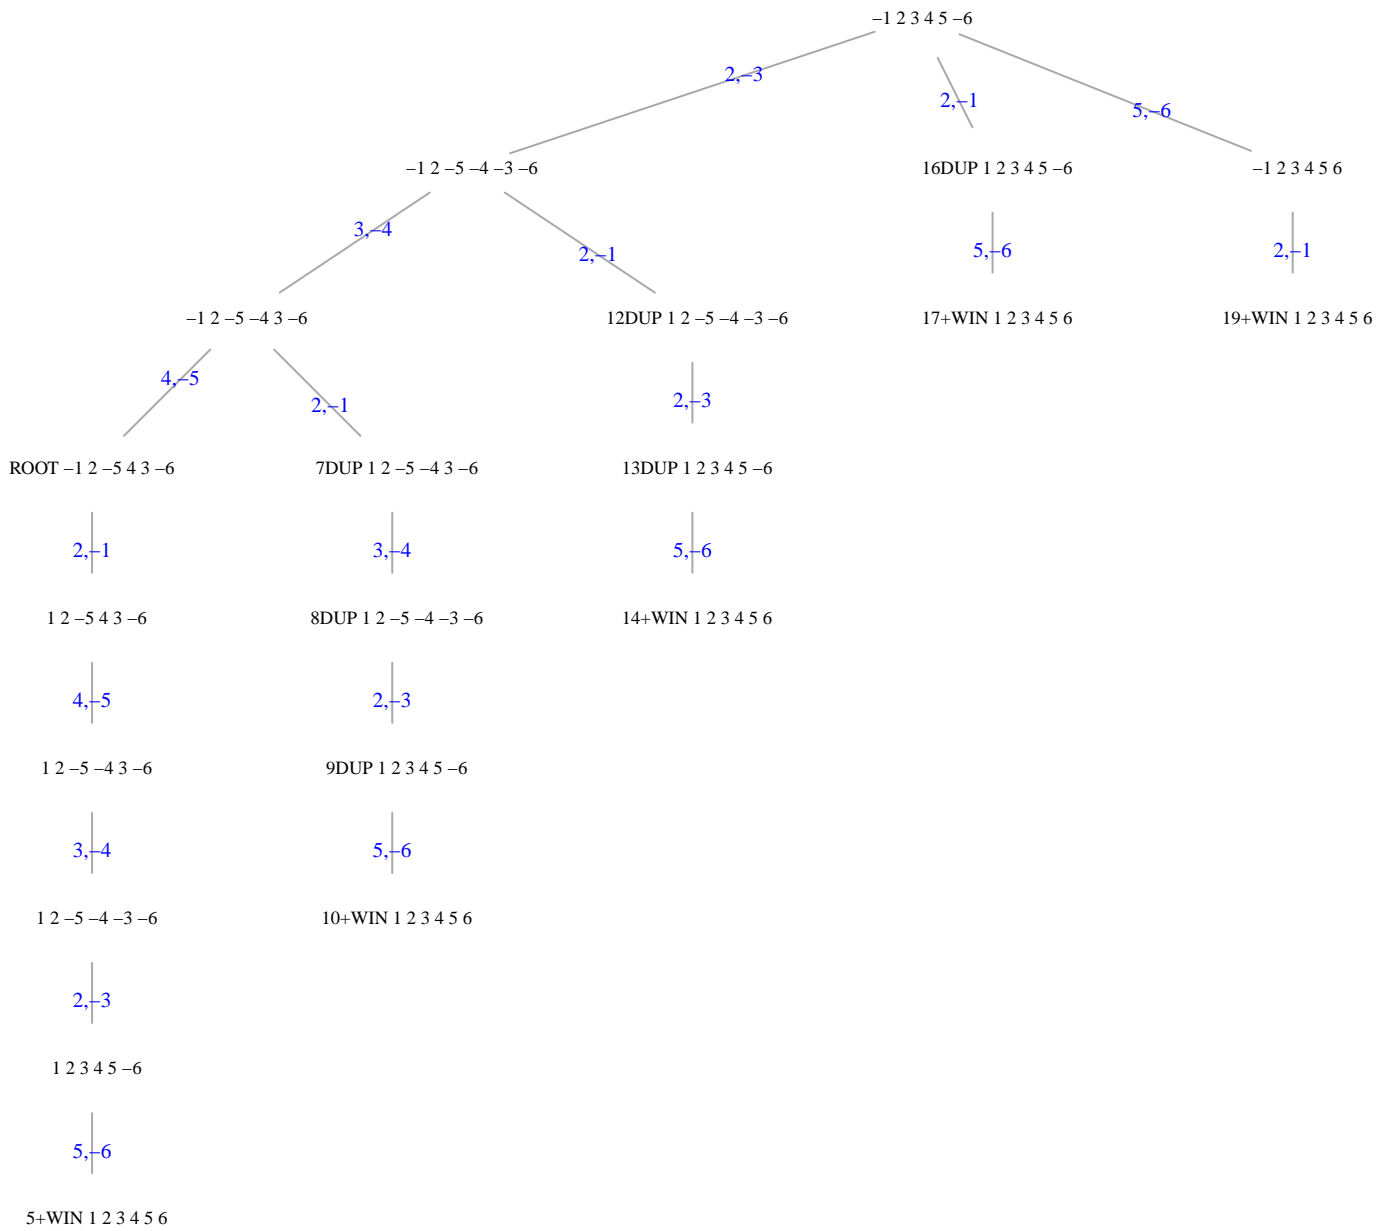 –1 2 3 4 5 –6
2,–3
2,–1
5,–6
–1 2 –5 –4 –3 –6
16DUP 1 2 3 4 5 –6
–1 2 3 4 5 6
3,–4
2,–1
5,–6
2,–1
–1 2 –5 –4 3 –6
12DUP 1 2 –5 –4 –3 –6
17+WIN 1 2 3 4 5 6
19+WIN 1 2 3 4 5 6
4,–5
2,–1
2,–3
ROOT –1 2 –5 4 3 –6
7DUP 1 2 –5 –4 3 –6
13DUP 1 2 3 4 5 –6
2,–1
3,–4
5,–6
1 2 –5 4 3 –6
8DUP 1 2 –5 –4 –3 –6
14+WIN 1 2 3 4 5 6
4,–5
2,–3
1 2 –5 –4 3 –6
9DUP 1 2 3 4 5 –6
3,–4
5,–6
1 2 –5 –4 –3 –6
10+WIN 1 2 3 4 5 6
2,–3
1 2 3 4 5 –6
5,–6
5+WIN 1 2 3 4 5 6